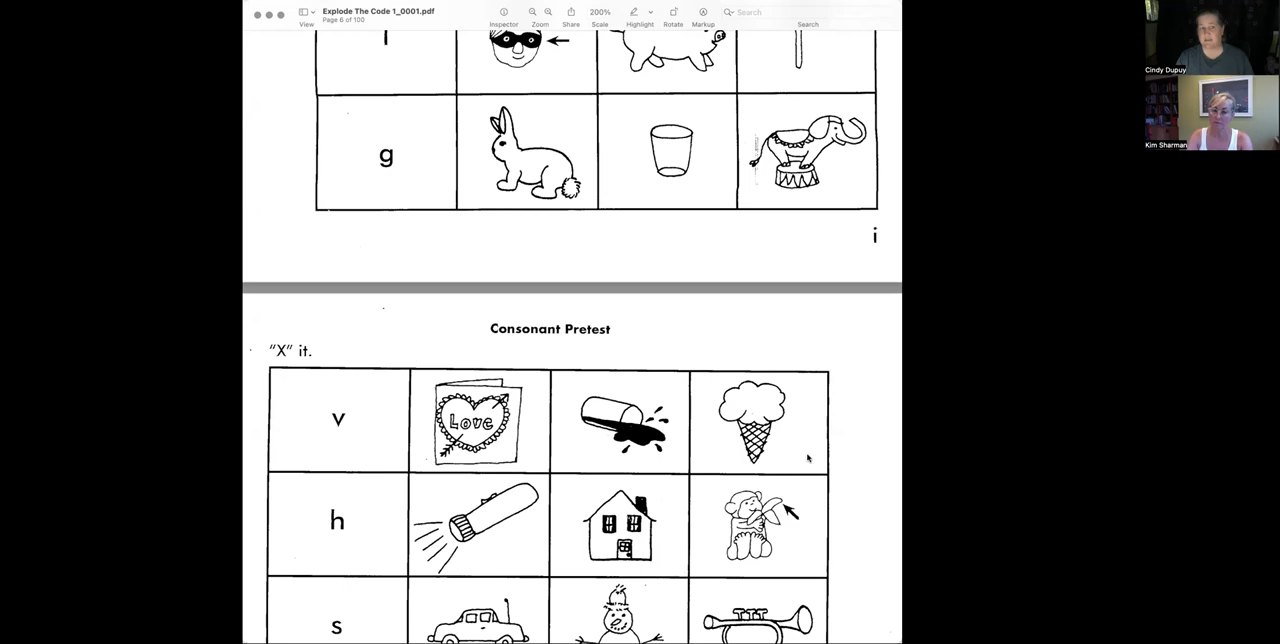 Explode The Code 1_0001.pdf
Page 6 of 100
200%
Search
View
Inspector
Zoom
Scale
Share
Highlight
Rotate
Markup
Search
Cindy Dupuy
Kim Sharman
g
i
Consonant Pretest
"X" it.
v
Love
h
s